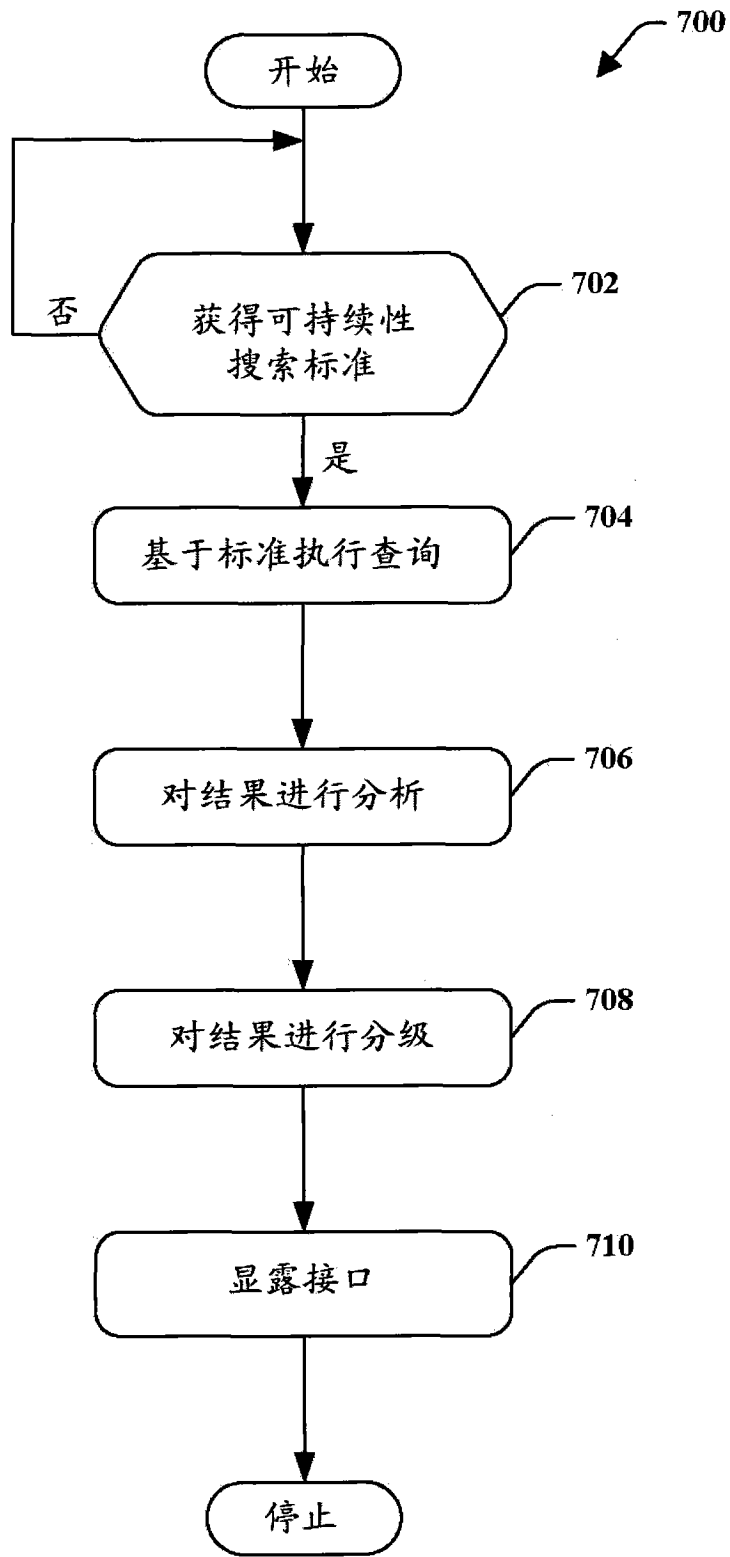 700
开始
否
702
获得可持续性
搜索标准
是
704
基于标准执行查询
706
对结果进行分析
708
对结果进行分级
710
显露接口
停止